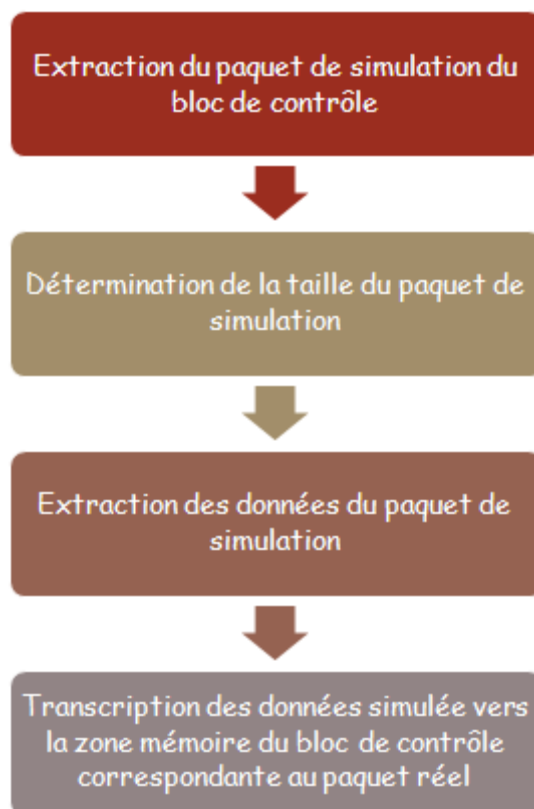 Extraction du paquet de simulation du
bloc de contrôle
Détermination de la taille du paquet de
simulation
Extraction des données du paquet de
simulation
Transcription des données simulée vers
la zone mémoire du bloc de contrôle
correspondante au paquet réel